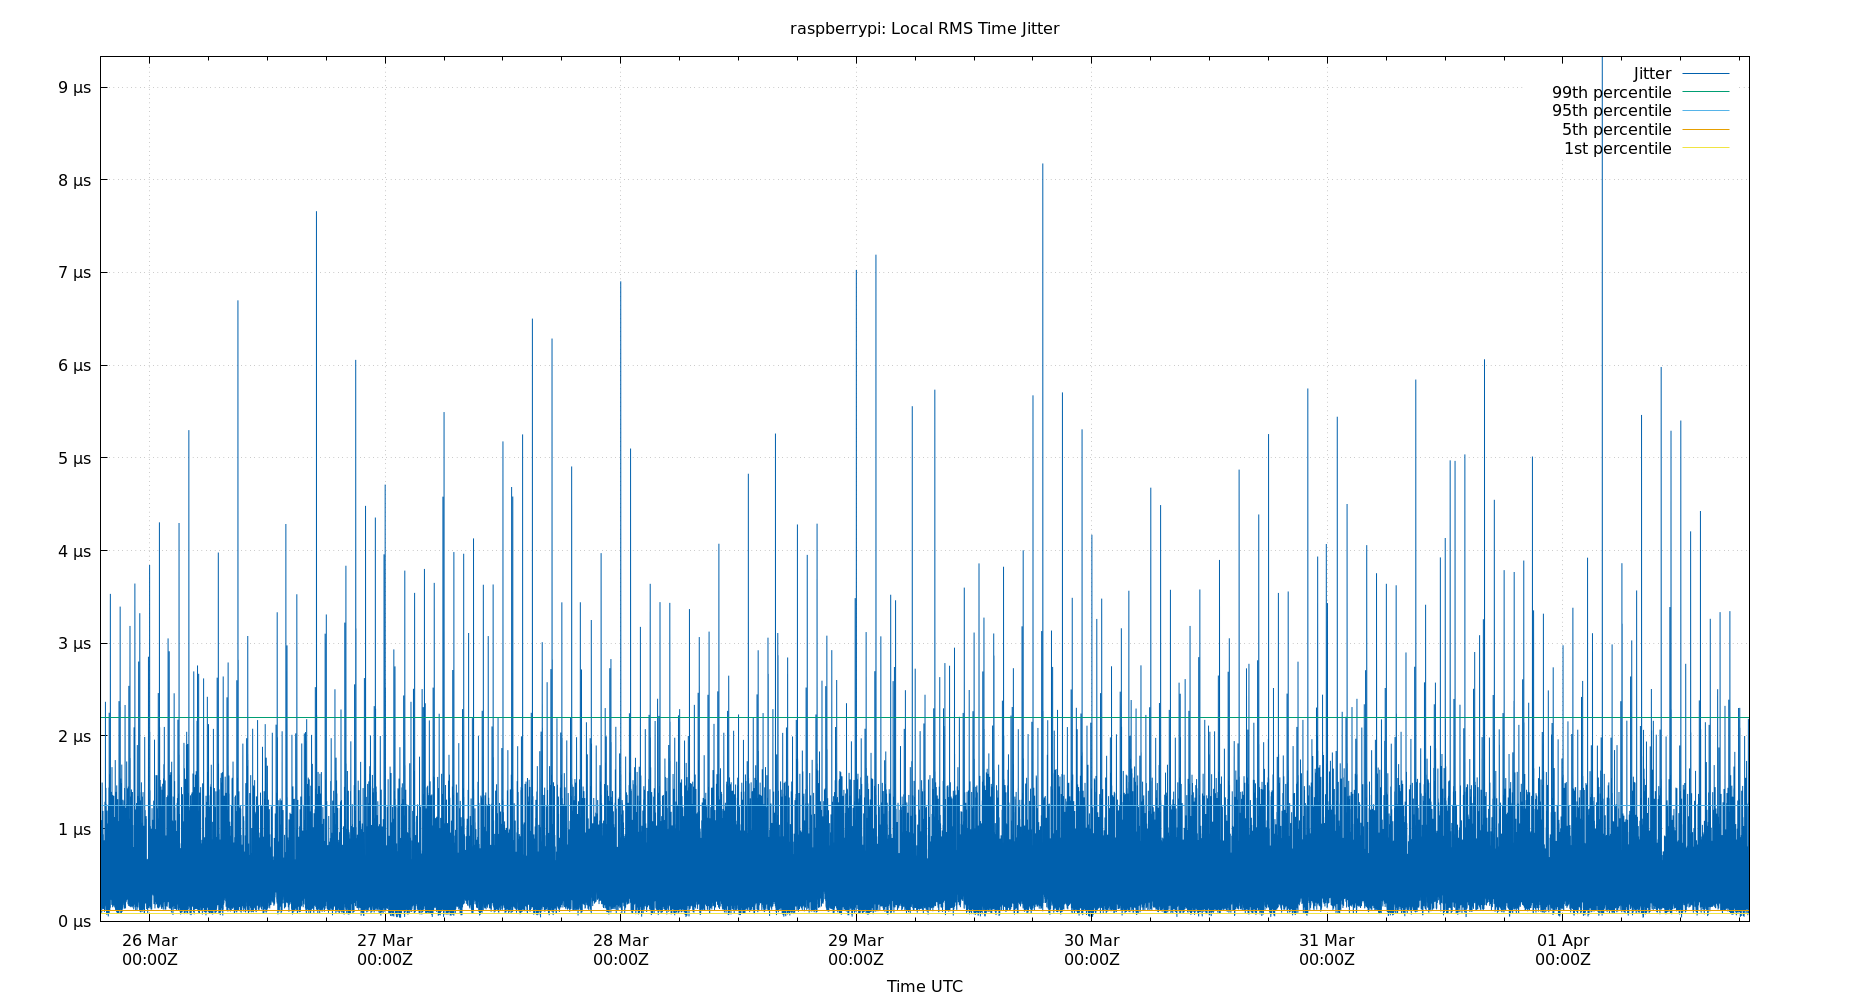 raspberrypi: Local RMS Time Jitter
Jitter
99th percentile
95th percentile
5th percentile
1st percentile
9 µs
8 µs
7 µs
6 µs
5 µs
4 µs
3 µs
2 µs
1 µs
0 µs
26 Mar 27 Mar 28 Mar 29 Mar 30 Mar 31 Mar 01 Apr
00:00Z 00:00Z 00:00Z 00:00Z 00:00Z 00:00Z 00:00Z
Time UTC